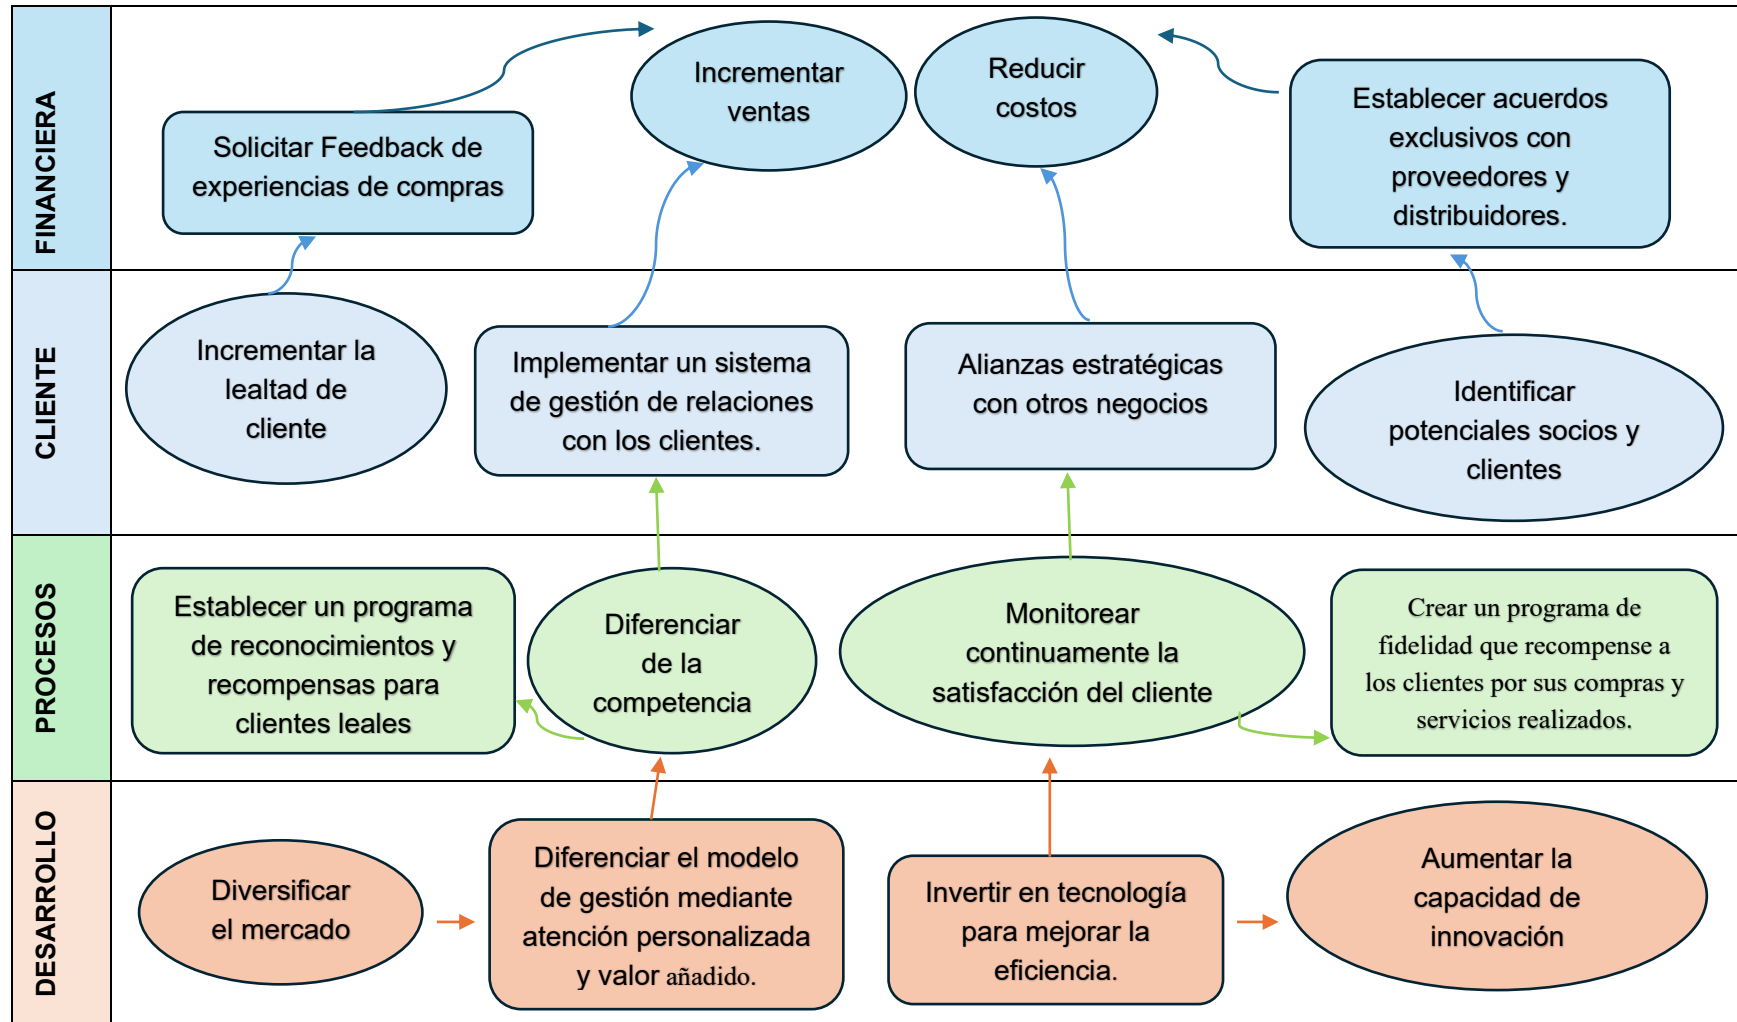 FINANCIERA
Solicitar Feedback de
experiencias de compras
Incrementar
ventas
Reducir
costos
Establecer acuerdos
exclusivos con
proveedores y
distribuidores.
CLIENTE
Incrementar la
lealtad de
cliente
Implementar un sistema
de gestión de relaciones
con los clientes.
Alianzas estratégicas
con otros negocios
Identificar
potenciales socios y
clientes
PROCESOS
Establecer un programa
de reconocimientos y
recompensas para
clientes leales
Diferenciar
de la
competencia
Monitorear
continuamente la
satisfacción del cliente
Crear un programa de
fidelidad que recompense a
los clientes por sus compras y
servicios realizados.
DESARROLLO
Diversificar
el mercado
Diferenciar el modelo
de gestión mediante
atención personalizada
y valor añadido.
Invertir en tecnología
para mejorar la
eficiencia.
Aumentar la
capacidad de
innovación